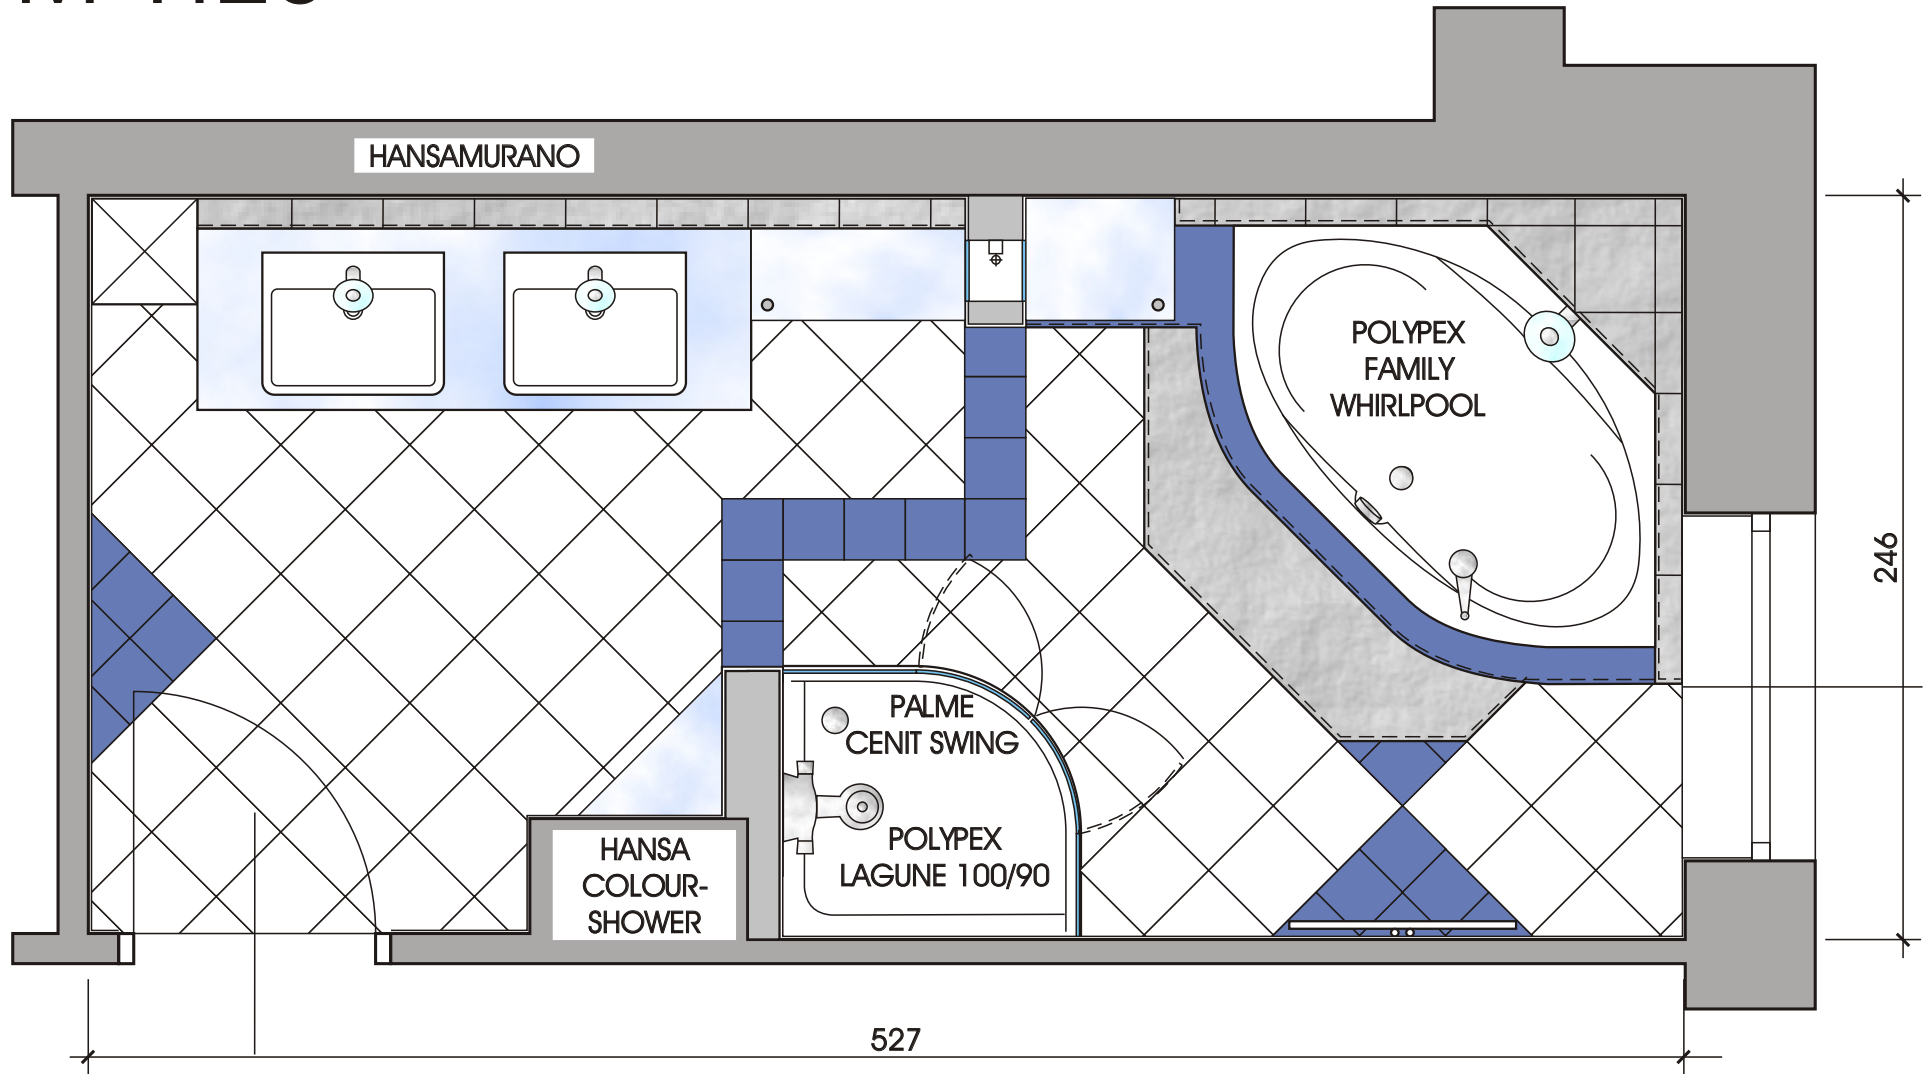 HANSAMURANO
POLYPEX
FAMILY
WHIRLPOOL
246
PALME
CENIT SWING
POLYPEX
LAGUNE 100/90
HANSA
COLOUR-
SHOWER
527